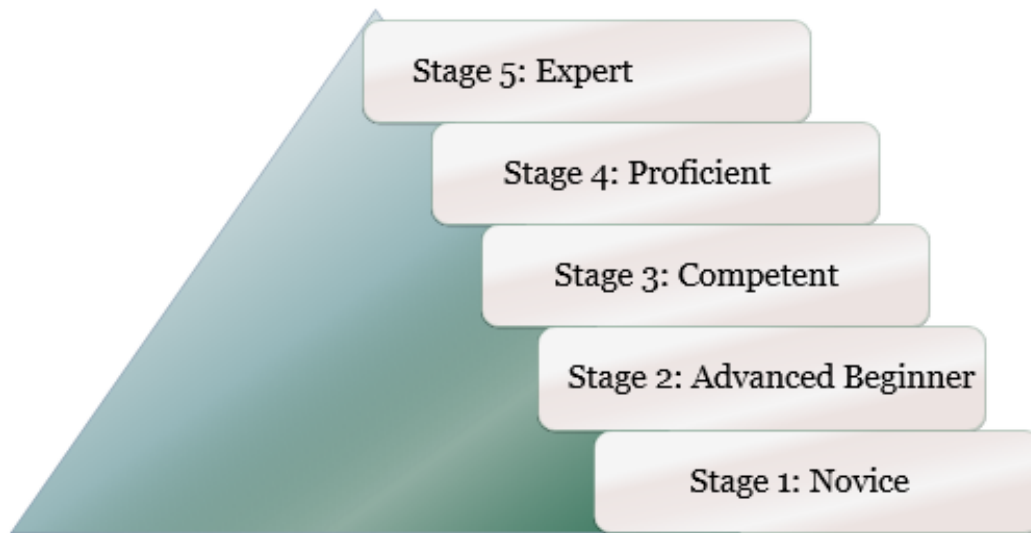 Stage 5: Expert
Stage 4: Proficient
Stage 3: Competent
Stage 2: Advanced Beginner
Stage 1: Novice